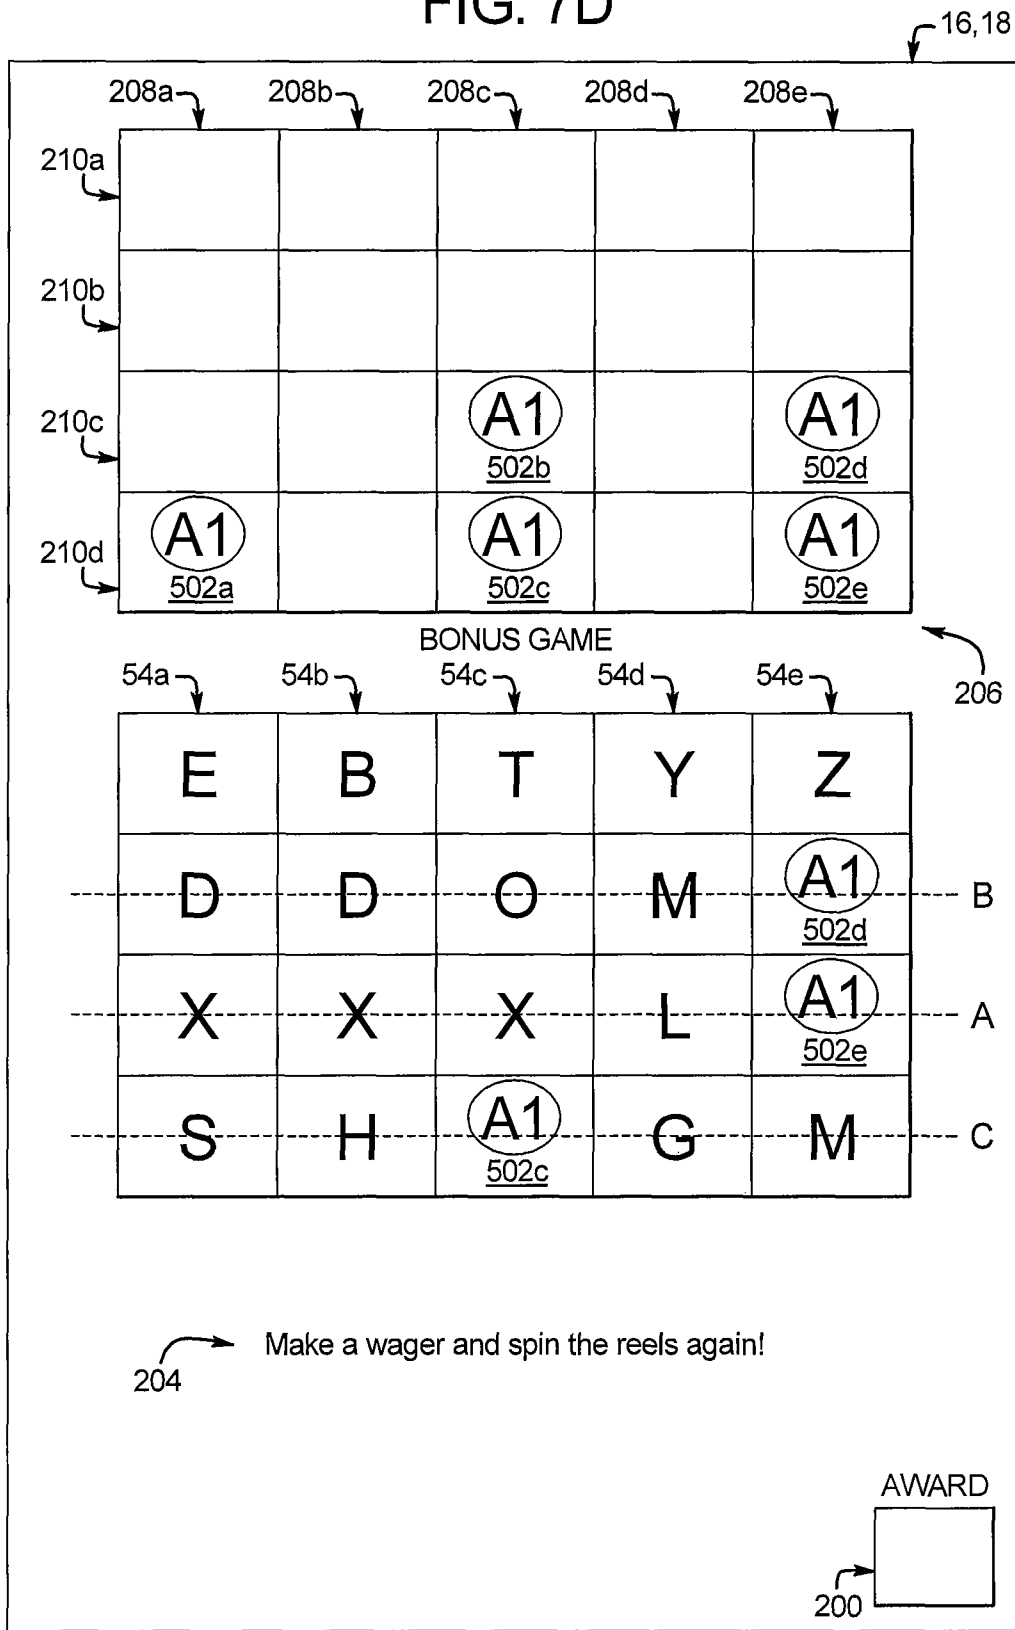 FIG. 7D
16,18
208a 208b 208c 208d 208e
210a
210b
210c
A1 A1
502b 502d
210d
A1 A1 A1
502a 502c 502e
BONUS GAME
206
54a 54b 54c 54d 54e
E B T Y Z
D D O M A1 B
502d
X X X L A1 A
502e
S H A1 G M C
502c
204 Make a wager and spin the reels again!
AWARD
200